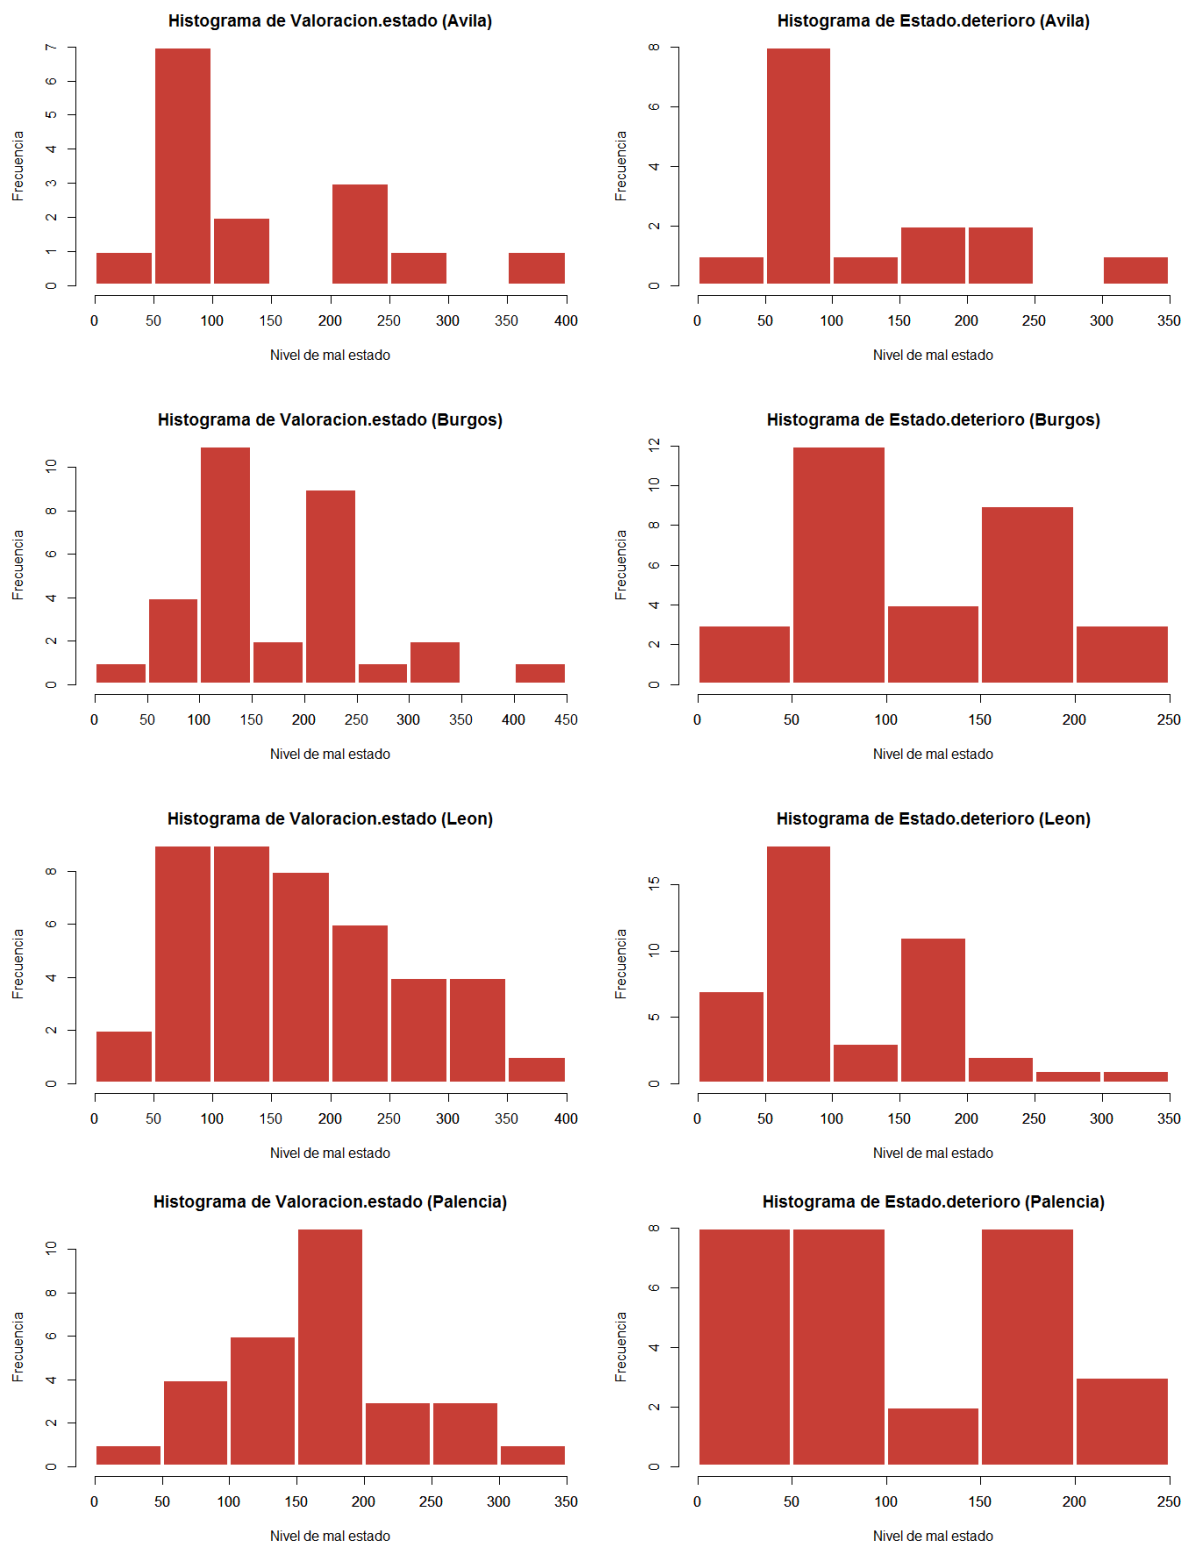 Histograma de Valoracion.estado (Avila)
Frecuencia
0 1 2 3 4 5 6 7
0 50 100 150 200 250 300 350 400
Nivel de mal estado
Histograma de Estado.deterioro (Avila)
Frecuencia
0 2 4 6 8
0 50 100 150 200 250 300 350
Nivel de mal estado
Histograma de Valoracion.estado (Burgos)
Frecuencia
0 2 4 6 8 10
0 50 100 150 200 250 300 350 400 450
Nivel de mal estado
Histograma de Estado.deterioro (Burgos)
Frecuencia
0 2 4 6 8 10 12
0 50 100 150 200 250
Nivel de mal estado
Histograma de Valoracion.estado (Leon)
Frecuencia
0 2 4 6 8
0 50 100 150 200 250 300 350 400
Nivel de mal estado
Histograma de Estado.deterioro (Leon)
Frecuencia
0 5 10 15
0 50 100 150 200 250 300 350
Nivel de mal estado
Histograma de Valoracion.estado (Palencia)
Frecuencia
0 2 4 6 8 10
0 50 100 150 200 250 300 350
Nivel de mal estado
Histograma de Estado.deterioro (Palencia)
Frecuencia
0 2 4 6 8
0 50 100 150 200 250
Nivel de mal estado